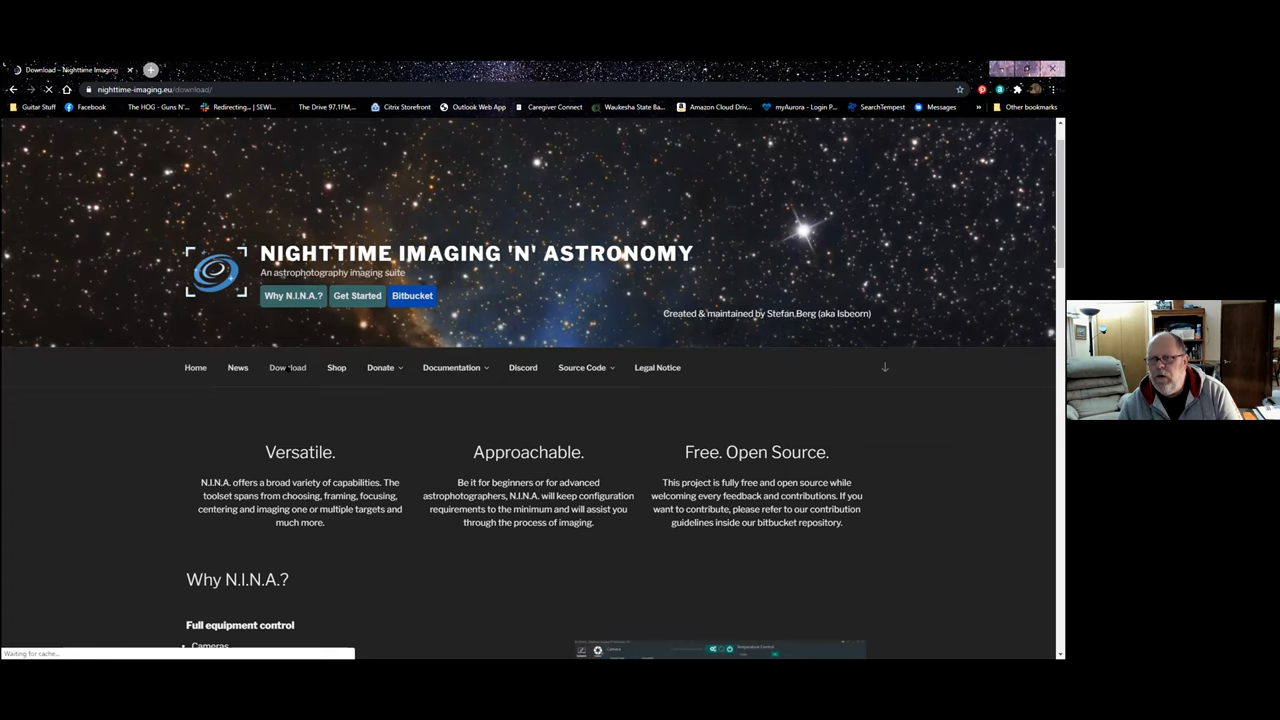 Download – Nighttime Imaging
nighttime-imaging.eu/download/
Guitar Stuff Facebook The HOG - Guns N'... Redirecting... | SEWI... The Drive 97.1FM,... Citrix Storefront Outlook Web App Caregiver Connect Waukesha State Ba... Amazon Cloud Driv... myAurora - Login P... SearchTempest Messages » Other bookmarks
NIGHTTIME IMAGING 'N' ASTRONOMY
An astrophotography imaging suite
Why N.I.N.A.? Get Started Bitbucket
Created & maintained by Stefan Berg (aka Isbeorn)
Home News Download Shop Donate Documentation Discord Source Code Legal Notice
Versatile.
N.I.N.A. offers a broad variety of capabilities. The
toolset spans from choosing, framing, focusing,
centering and imaging one or multiple targets and
much more.
Approachable.
Be it for beginners or for advanced
astrophotographers, N.I.N.A. will keep configuration
requirements to the minimum and will assist you
through the process of imaging.
Free. Open Source.
This project is fully free and open source while
welcoming every feedback and contributions. If you
want to contribute, please refer to our contribution
guidelines inside our bitbucket repository.
Why N.I.N.A.?
Full equipment control
Cameras
Camera
Temperature Control
Waiting for cache...